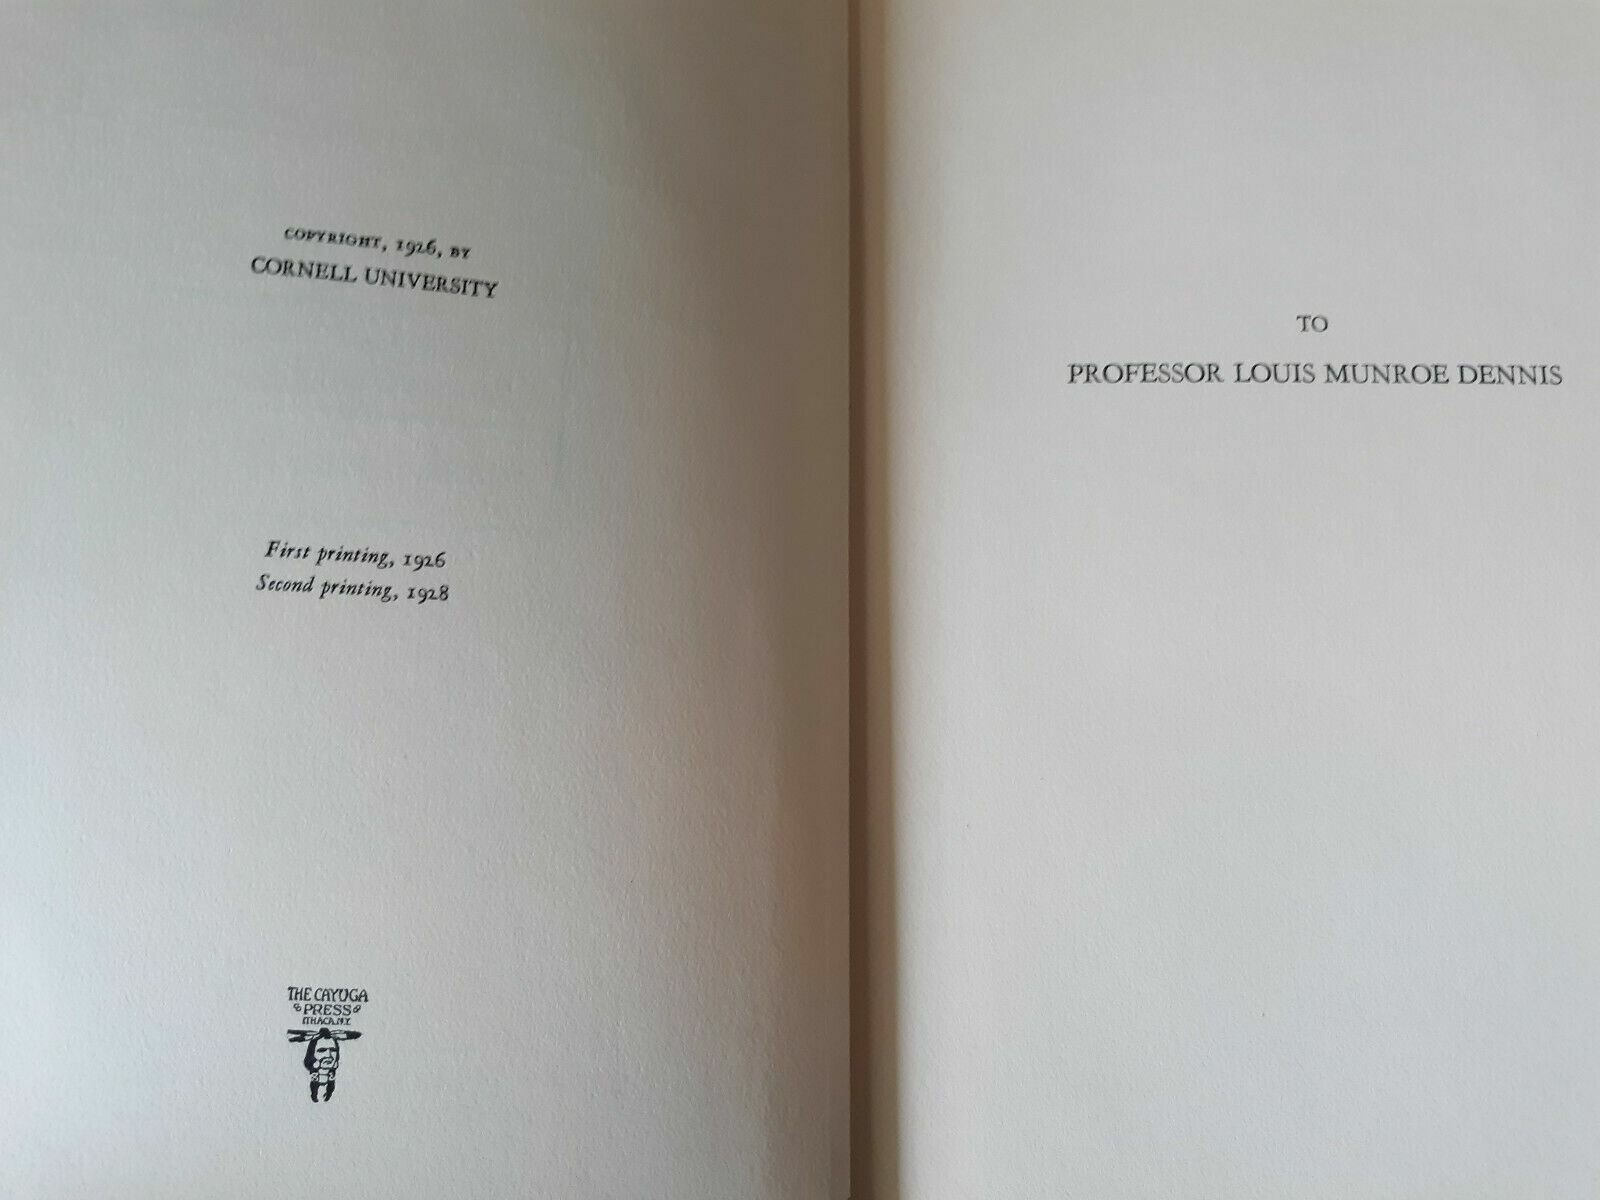 COPYRIGHT, 1926, BY
CORNELL UNIVERSITY
First printing, 1926
Second printing, 1928
THE CAYUGA
PRESS
ITHACA, N.Y.
TO
PROFESSOR LOUIS MUNROE DENNIS